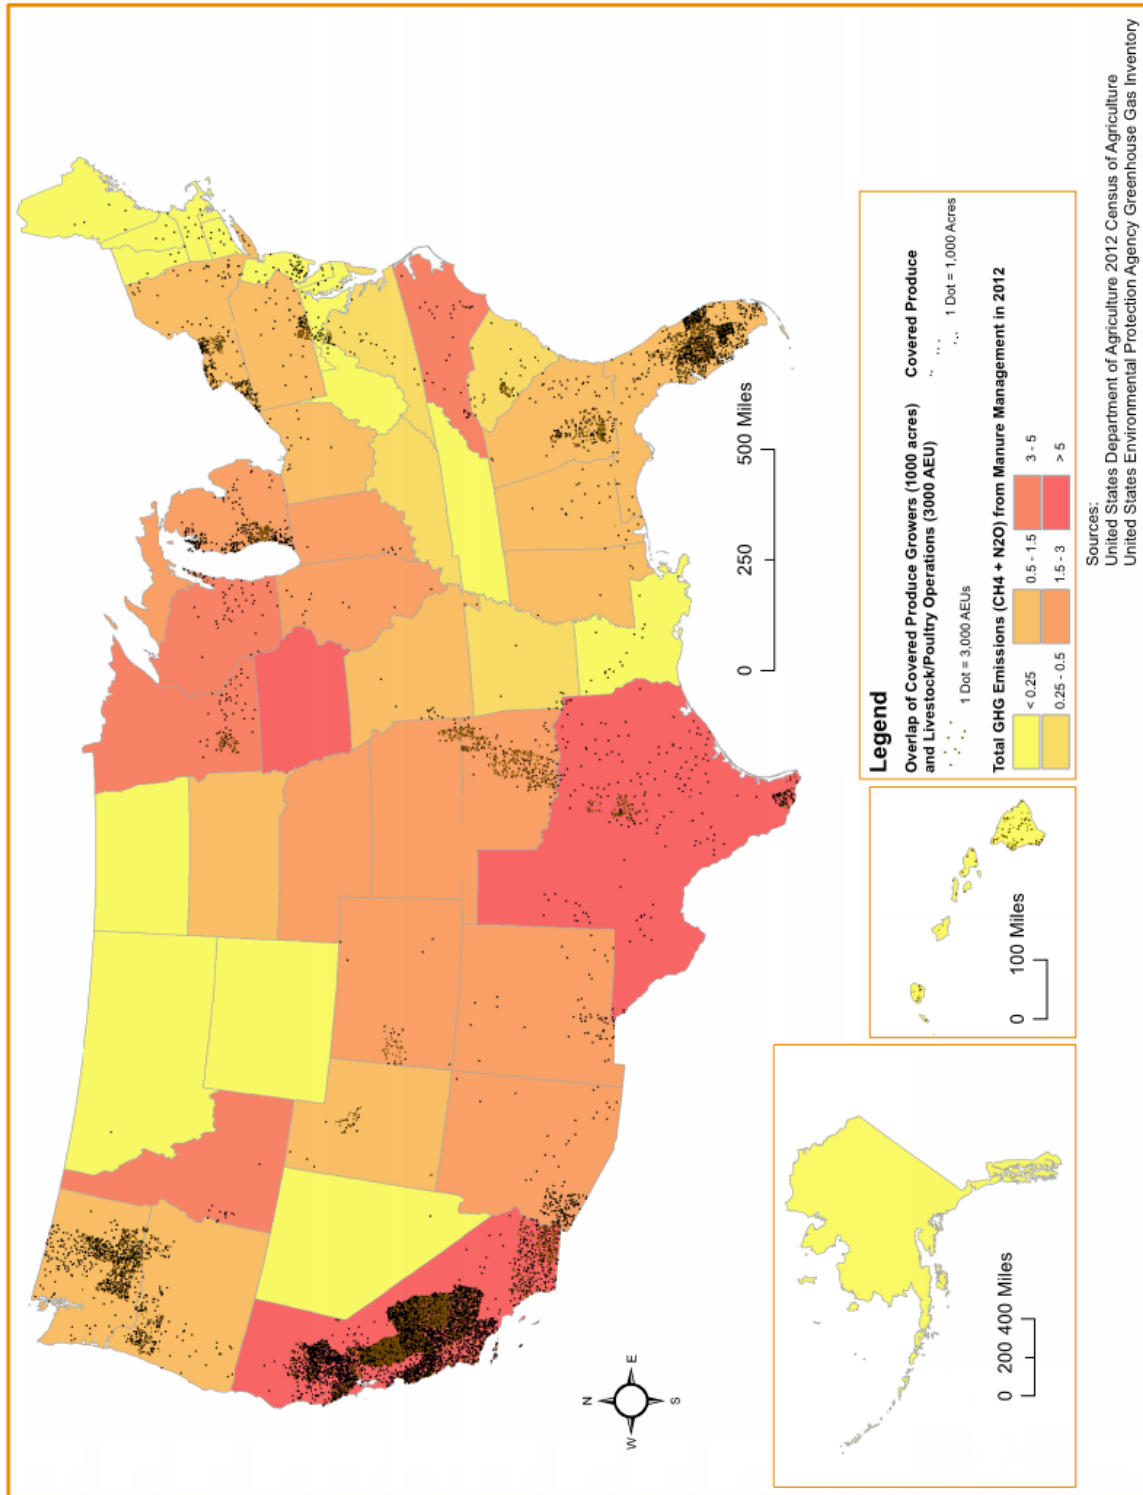 N
W
E
S
0 250 500 Miles
0 200 400 Miles
0 100 Miles
Legend
Overlap of Covered Produce Growers (1000 acres)
and Livestock/Poultry Operations (3000 AEU)
1 Dot = 3,000 AEUs
Covered Produce
1 Dot = 1,000 Acres
Total GHG Emissions (CH4 + N2O) from Manure Management in 2012
< 0.25
0.5 - 1.5
3 - 5
0.25 - 0.5
1.5 - 3
> 5
Sources:
United States Department of Agriculture 2012 Census of Agriculture
United States Environmental Protection Agency Greenhouse Gas Inventory